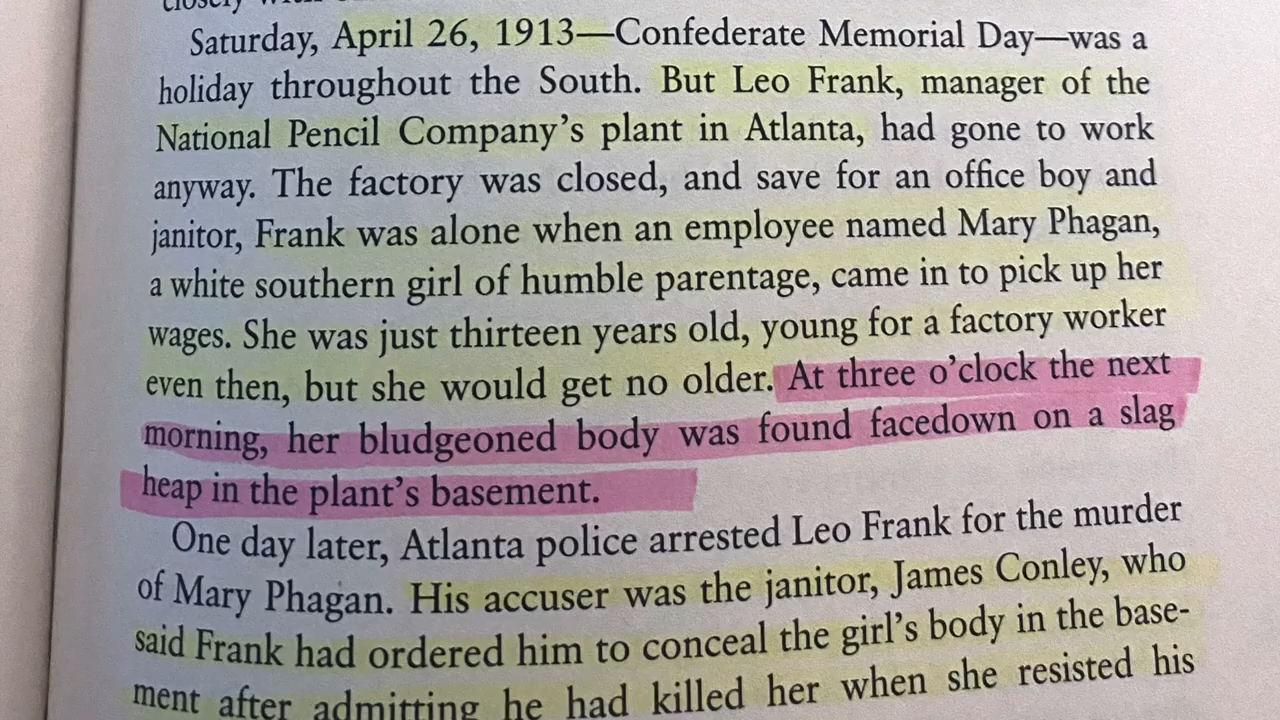 closely with
Saturday, April 26, 1913—Confederate Memorial Day—was a
holiday throughout the South. But Leo Frank, manager of the
National Pencil Company's plant in Atlanta, had gone to work
anyway. The factory was closed, and save for an office boy and
janitor, Frank was alone when an employee named Mary Phagan,
a white southern girl of humble parentage, came in to pick up her
wages. She was just thirteen years old, young for a factory worker
even then, but she would get no older. At three o'clock the next
morning, her bludgeoned body was found facedown on a slag
heap in the plant's basement.
One day later, Atlanta police arrested Leo Frank for the murder
of Mary Phagan. His accuser was the janitor, James Conley, who
said Frank had ordered him to conceal the girl's body in the base-
ment after admitting he had killed her when she resisted his